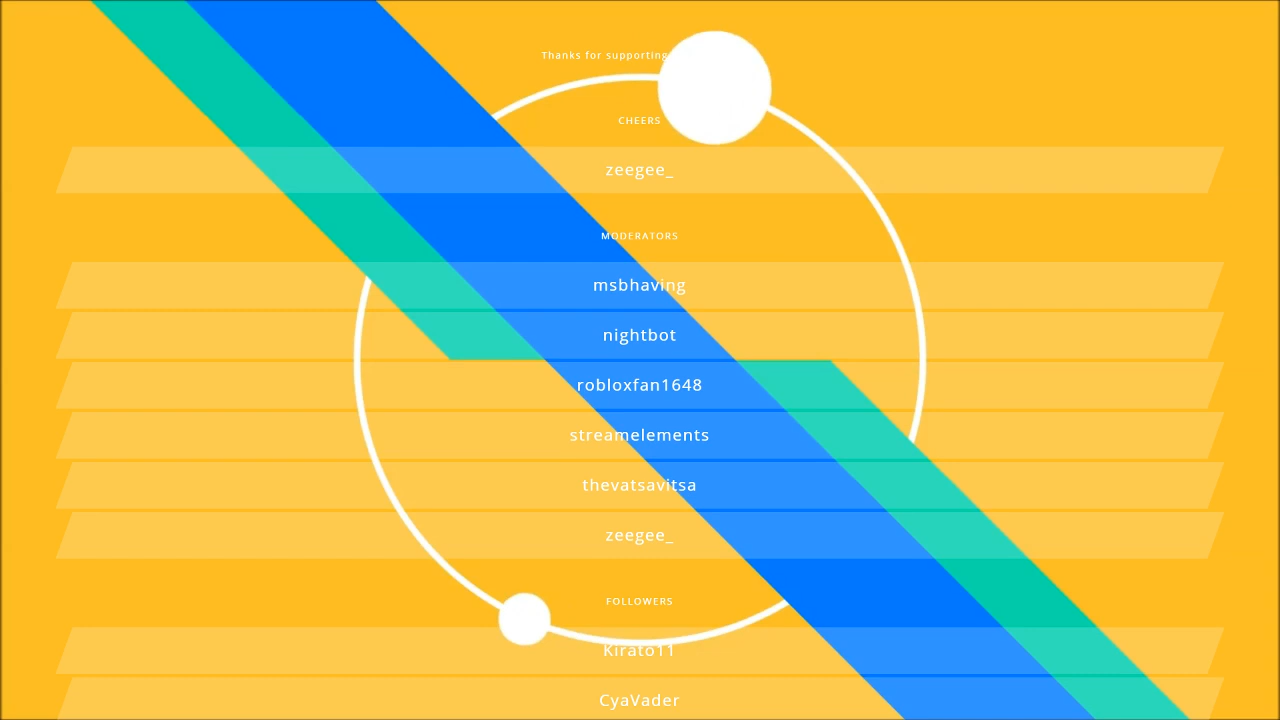 Thanks for supporting
CHEERS
zeegee_
MODERATORS
msbhaving
nightbot
robloxfan1648
streamelements
thevatsavitsa
zeegee_
FOLLOWERS
Kirato11
CyaVader